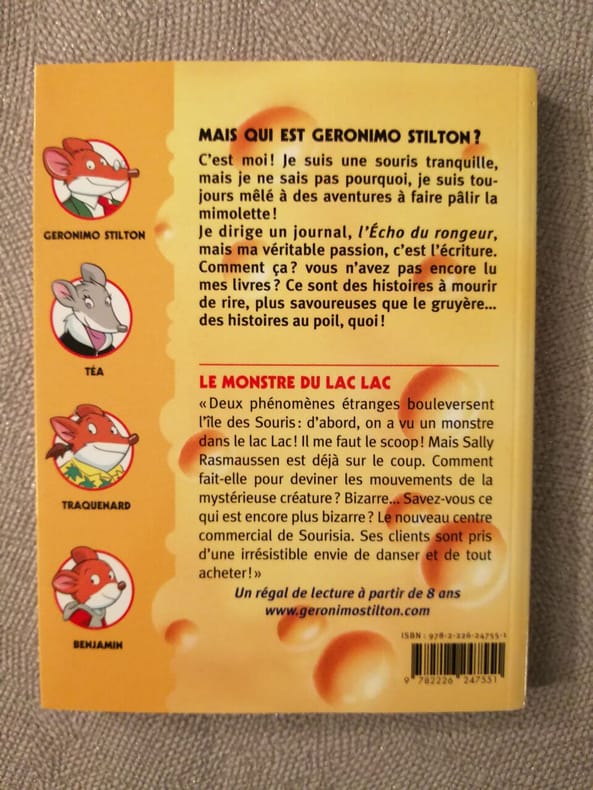 MAIS QUI EST GERONIMO STILTON ?
C'est moi ! Je suis une souris tranquille,
mais je ne sais pas pourquoi, je suis tou-
jours mêlé à des aventures à faire pâlir la
mimolette !
Je dirige un journal, l'Écho du rongeur,
mais ma véritable passion, c'est l'écriture.
Comment ça ? vous n'avez pas encore lu
mes livres ? Ce sont des histoires à mourir
de rire, plus savoureuses que le gruyère...
des histoires au poil, quoi !
LE MONSTRE DU LAC LAC
« Deux phénomènes étranges bouleversent
l'île des Souris : d'abord, on a vu un monstre
dans le lac Lac ! Il me faut le scoop ! Mais Sally
Rasmaussen est déjà sur le coup. Comment
fait-elle pour deviner les mouvements de la
mystérieuse créature ? Bizarre... Savez-vous ce
qui est encore plus bizarre ? Le nouveau centre
commercial de Sourisia. Ses clients sont pris
d'une irrésistible envie de danser et de tout
acheter ! »
Un régal de lecture à partir de 8 ans
www.geronimostilton.com
ISBN : 978-2-226-24755-1
9 782226 247551
GERONIMO STILTON
TÉA
TRAQUENARD
BENJAMIN